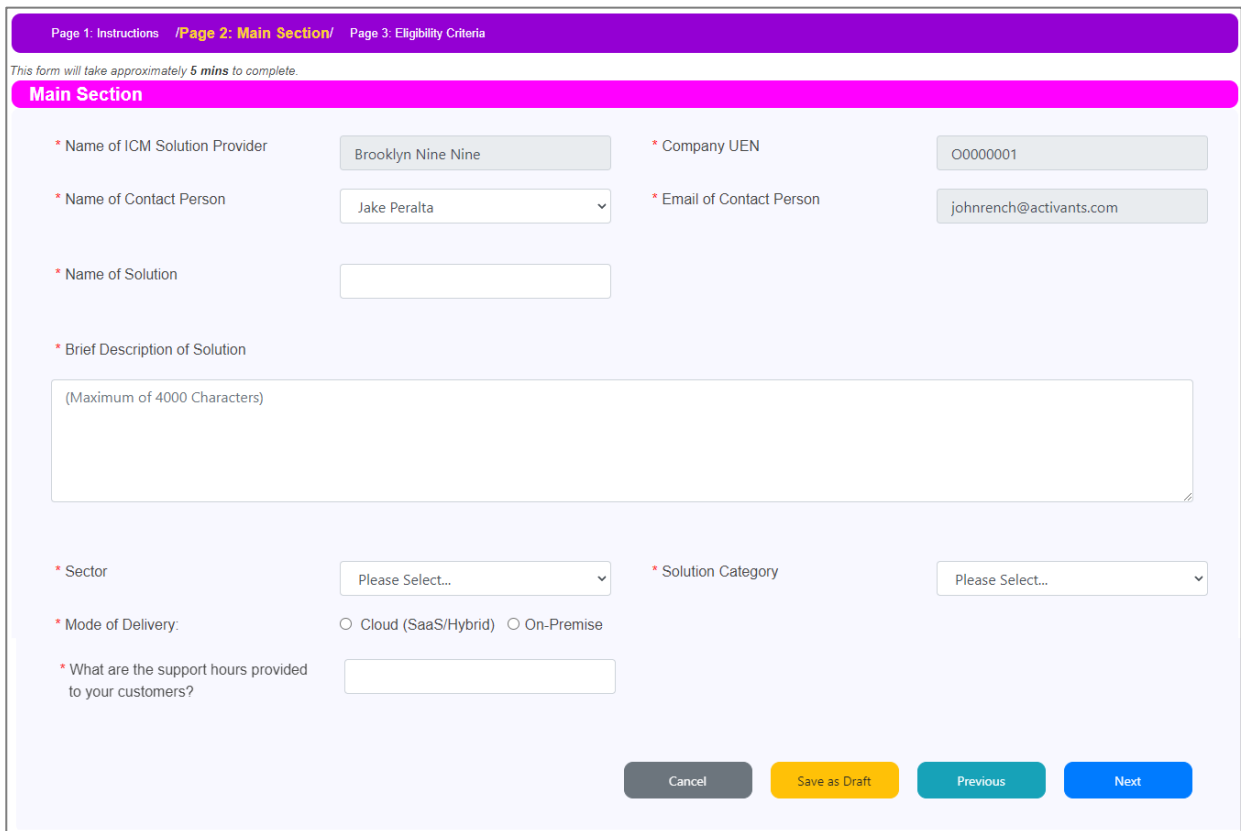 Page 1: Instructions /Page 2: Main Section/ Page 3: Eligibility Criteria
This form will take approximately 5 mins to complete.
Main Section
* Name of ICM Solution Provider
Brooklyn Nine Nine
* Company UEN
O0000001
* Name of Contact Person
Jake Peralta
* Email of Contact Person
johnrench@activants.com
* Name of Solution
* Brief Description of Solution
(Maximum of 4000 Characters)
* Sector
Please Select...
* Solution Category
Please Select...
* Mode of Delivery:
Cloud (SaaS/Hybrid) On-Premise
* What are the support hours provided
to your customers?
Cancel Save as Draft Previous Next